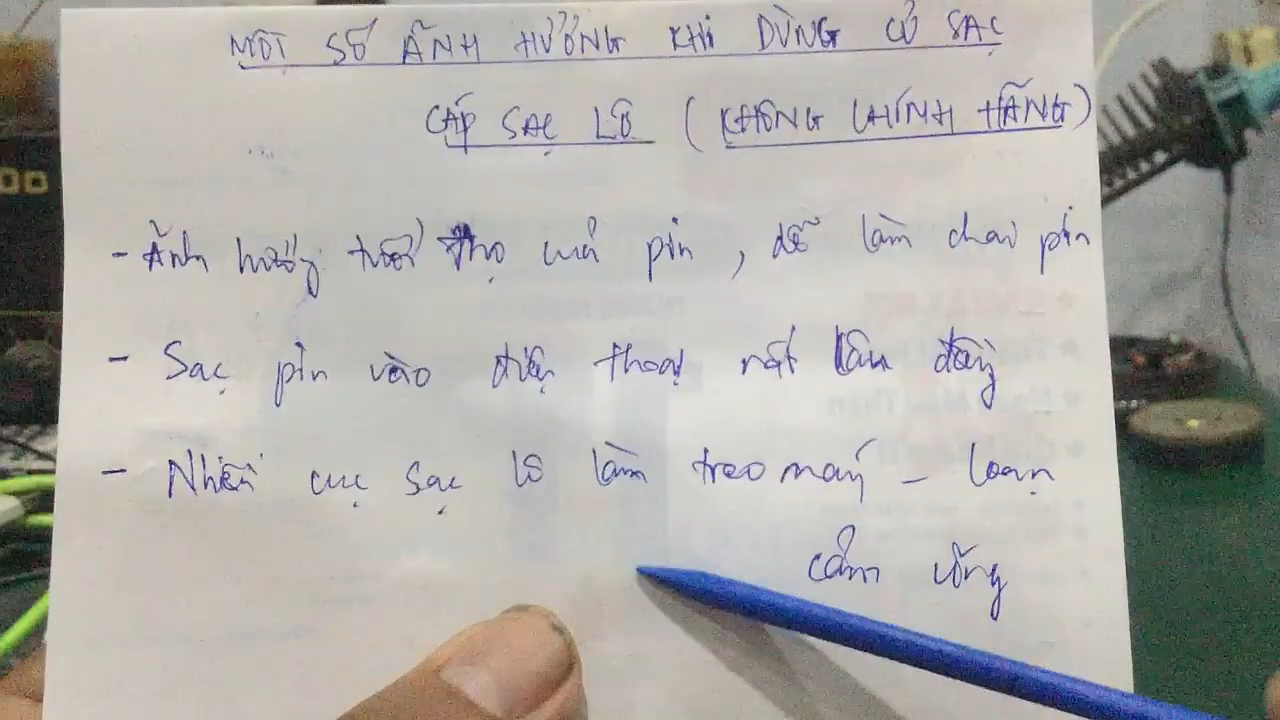 MỘT SỐ ẢNH HƯỞNG KHI DÙNG CỦ SẠC
CÁP SẠC LÔ (KHÔNG CHÍNH HÃNG)
- Ảnh hưởng tuổi thọ của pin, dễ làm chai pin
- Sạc pin vào điện thoại rất lâu đầy
- Nhiều cục sạc lô làm treo máy - loạn
cảm ứng